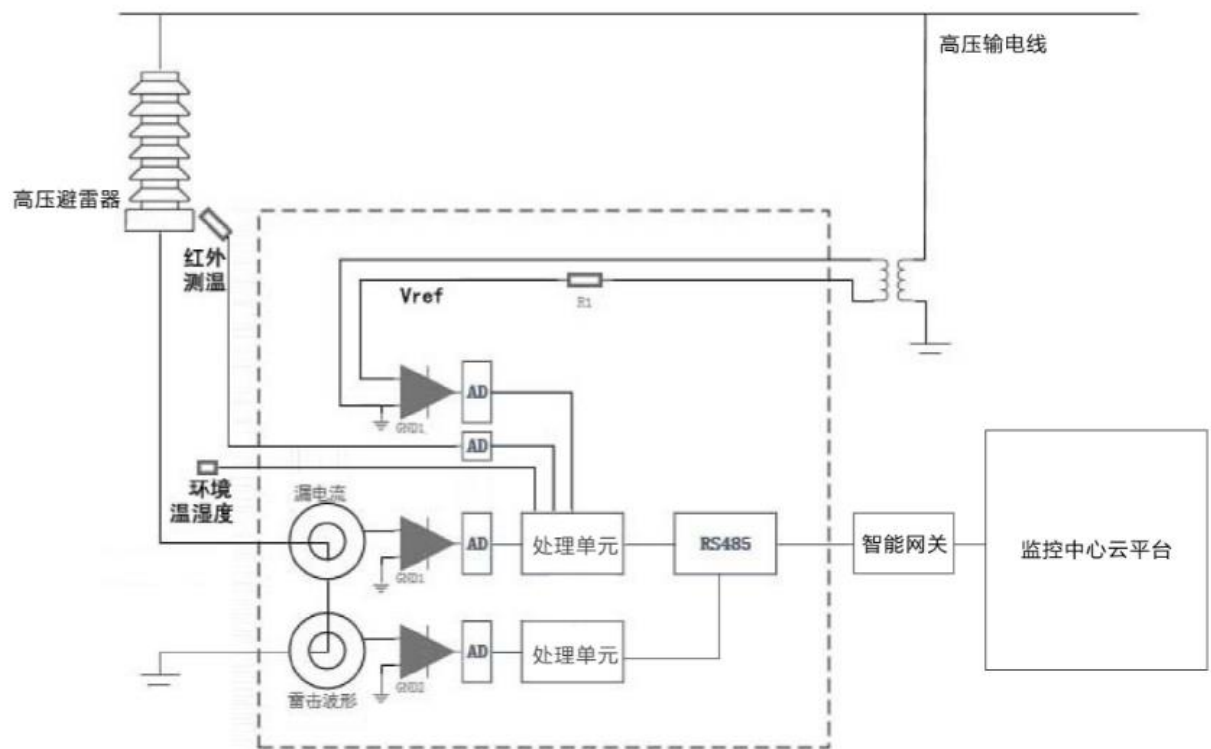 高压输电线
高压避雷器
红外
测温
Vref
R1
AD
GND1
AD
环境
温湿度
漏电流
AD
处理单元
RS485
智能网关
监控中心云平台
GND1
AD
处理单元
GND2
雷击波形